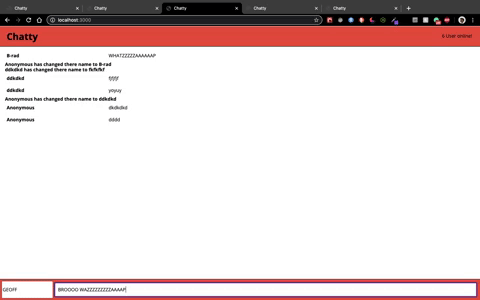 Chatty
Chatty
Chatty
Chatty
Chatty
localhost:3000
Chatty
6 User online!
B-rad WHATZZZZZAAAAAAP
Anonymous has changed there name to B-rad
ddkdkd has changed there name to fkfkfkf
ddkdkd fjfjfjf
ddkdkd yoyuy
Anonymous has changed there name to ddkdkd
Anonymous dkdkdkd
Anonymous dddd
GEOFF
BROOOO WAZZZZZZZZZAAAAP